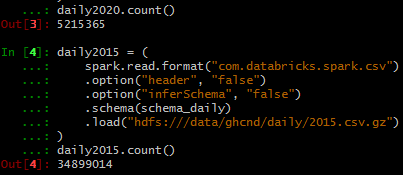 ...: daily2020.count()
Out[3]: 5215365
In [4]: daily2015 = (
...: spark.read.format("com.databricks.spark.csv")
...: .option("header", "false")
...: .option("inferSchema", "false")
...: .schema(schema_daily)
...: .load("hdfs:///data/ghcnd/daily/2015.csv.gz")
...: )
...: daily2015.count()
Out[4]: 34899014